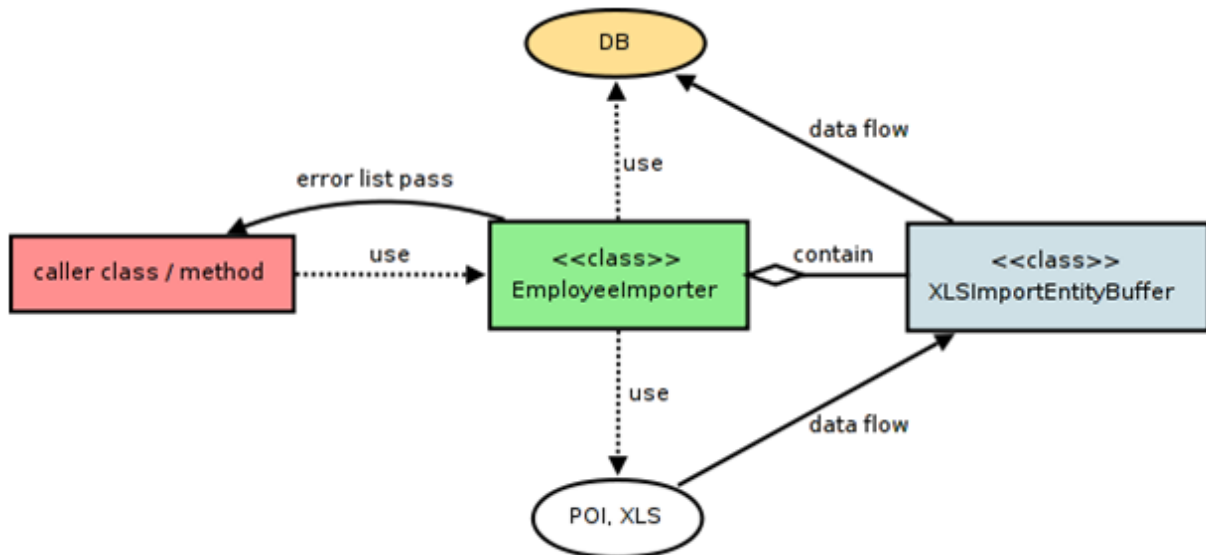 DB
data flow
use
error list pass
caller class / method
use
<<class>>
EmployeeImporter
contain
<<class>>
XLSImportEntityBuffer
use
data flow
POI, XLS